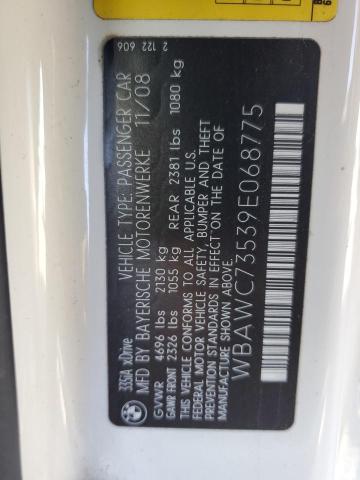 335iA xDrive
VEHICLE TYPE: PASSENGER CAR 2 122 606
MFD BY BAYERISCHE MOTORENWERKE 11/08
GVWR 4696 lbs 2130 kg
GAWR FRONT 2326 lbs 1055 kg REAR 2381 lbs 1080 kg
THIS VEHICLE CONFORMS TO ALL APPLICABLE U.S.
FEDERAL MOTOR VEHICLE SAFETY, BUMPER AND THEFT
PREVENTION STANDARDS IN EFFECT ON THE DATE OF
MANUFACTURE SHOWN ABOVE.
WBAWC73539E068775